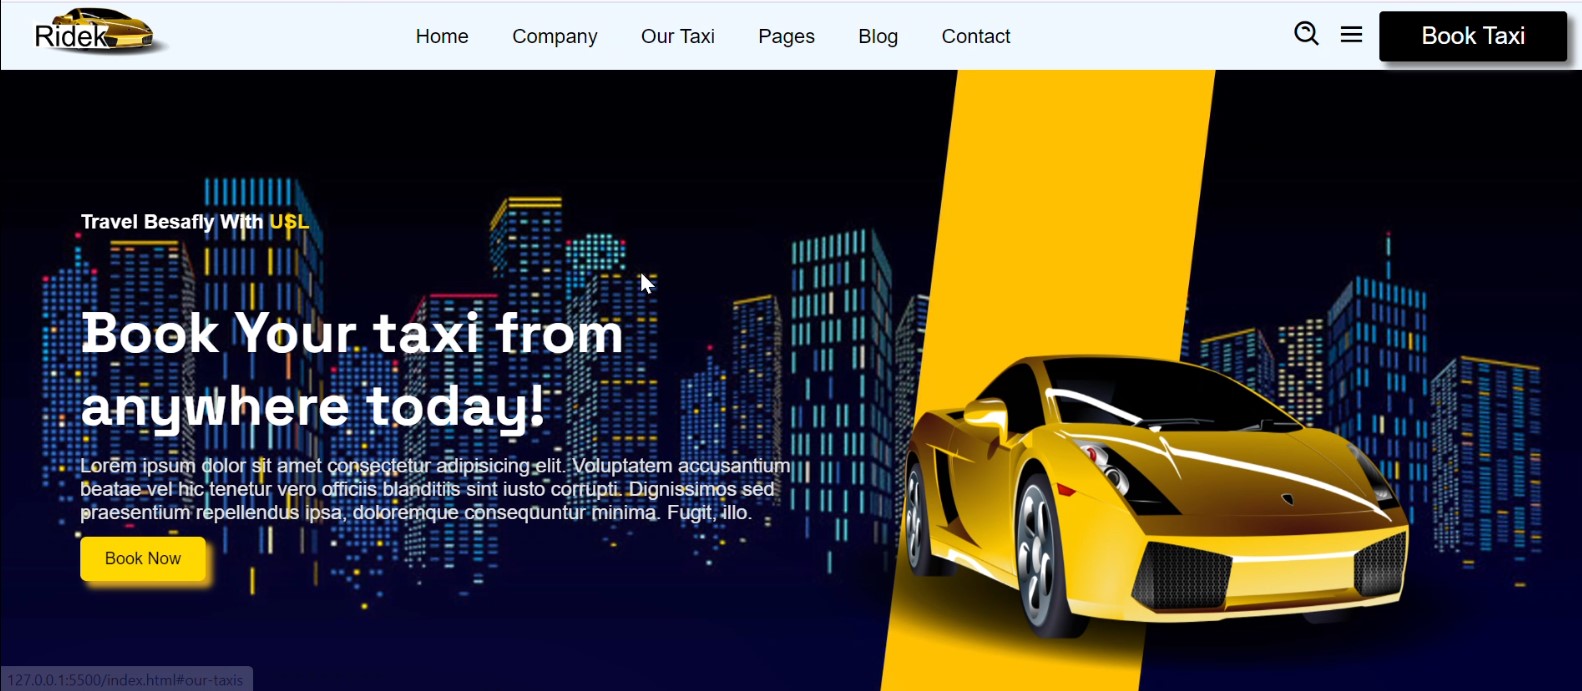 Ridek
Home Company Our Taxi Pages Blog Contact
Book Taxi
Travel Besafly With USL
Book Your taxi from
anywhere today!
Lorem ipsum dolor sit amet consectetur adipisicing elit. Voluptatem accusantium
beatae vel hic tenetur vero officiis blanditiis sint iusto corrupti. Dignissimos sed
praesentium repellendus ipsa, doloremque consequuntur minima. Fugit, illo.
Book Now
127.0.0.1:5500/index.html#our-taxis